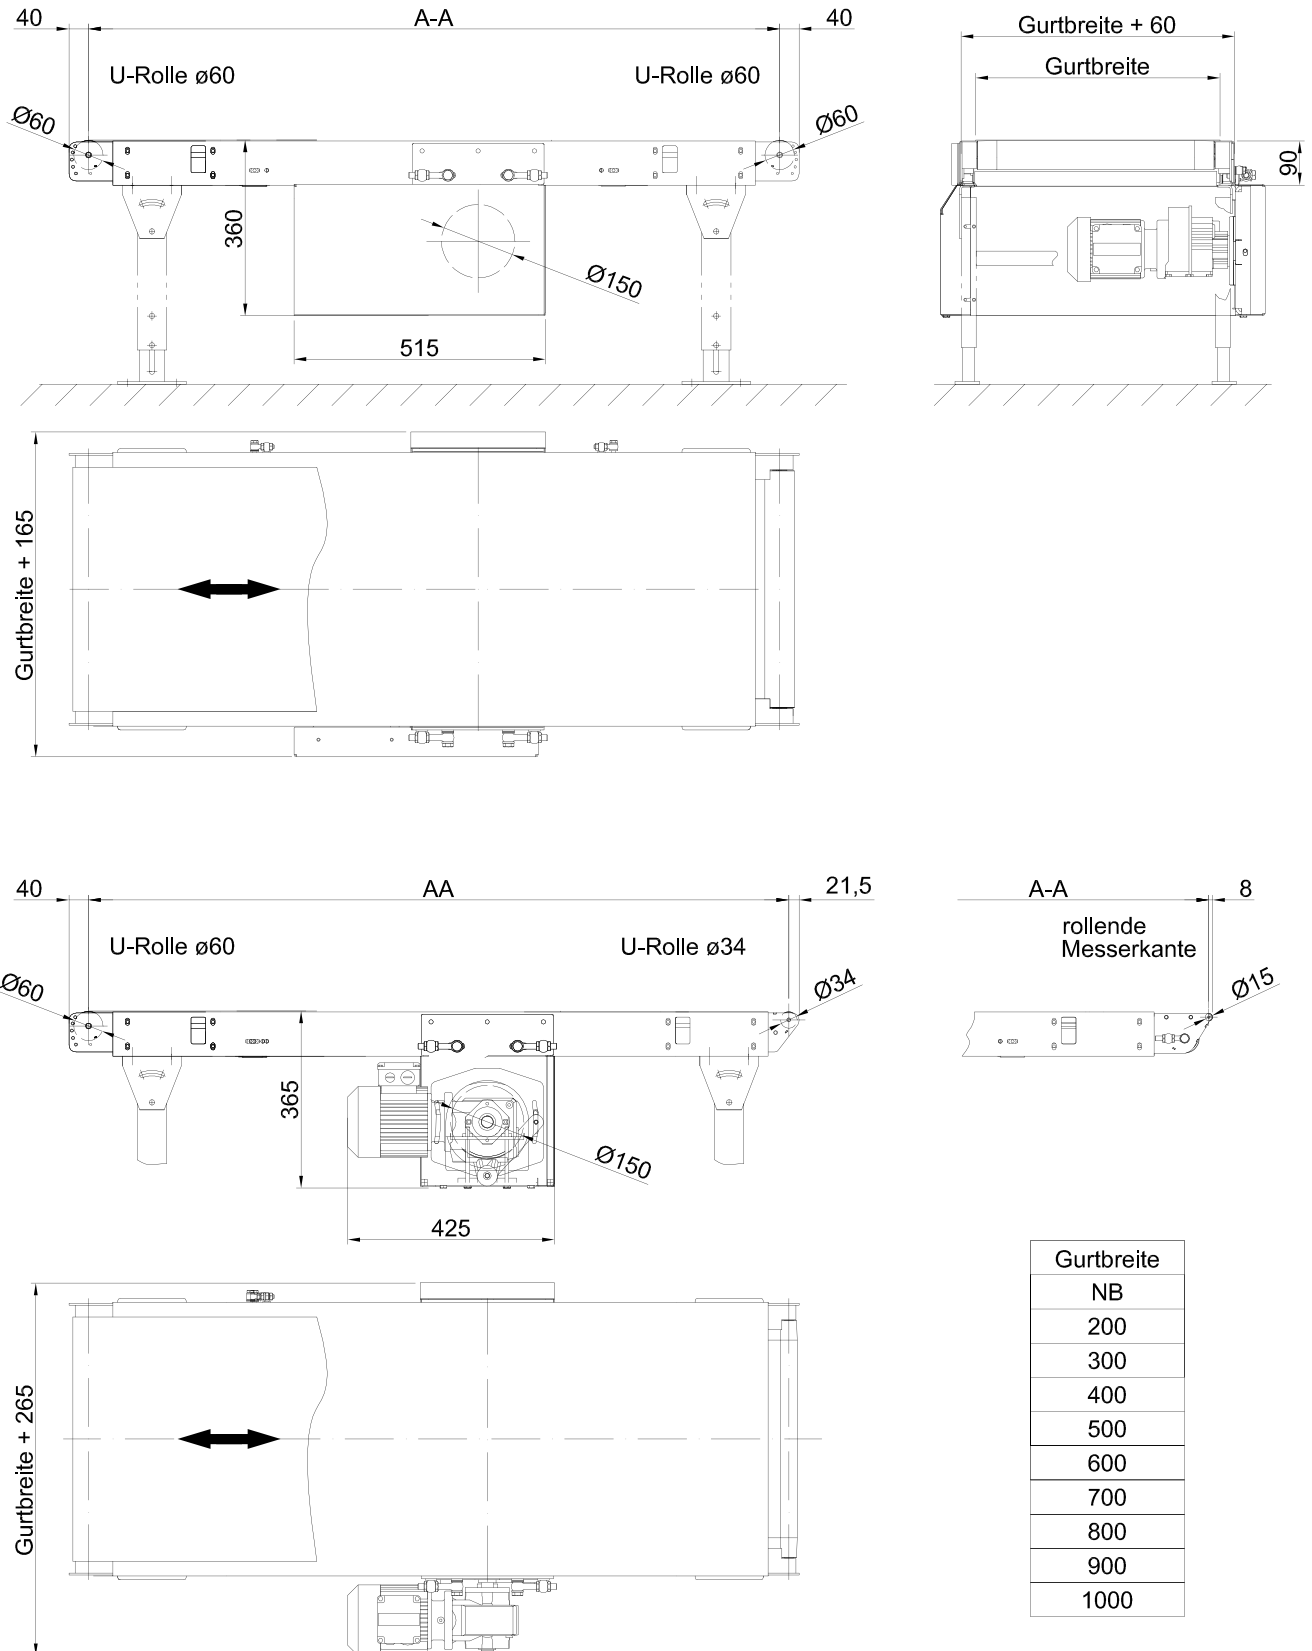 40
A-A
40
Gurtbreite + 60
Gurtbreite
U-Rolle ø60
U-Rolle ø60
Ø60
Ø60
90
360
Ø150
515
Gurtbreite + 165
40
AA
21,5
A-A
8
U-Rolle ø60
U-Rolle ø34
rollende
Messerkante
Ø60
Ø34
Ø15
365
Ø150
425
Gurtbreite + 265
Gurtbreite
NB
200
300
400
500
600
700
800
900
1000